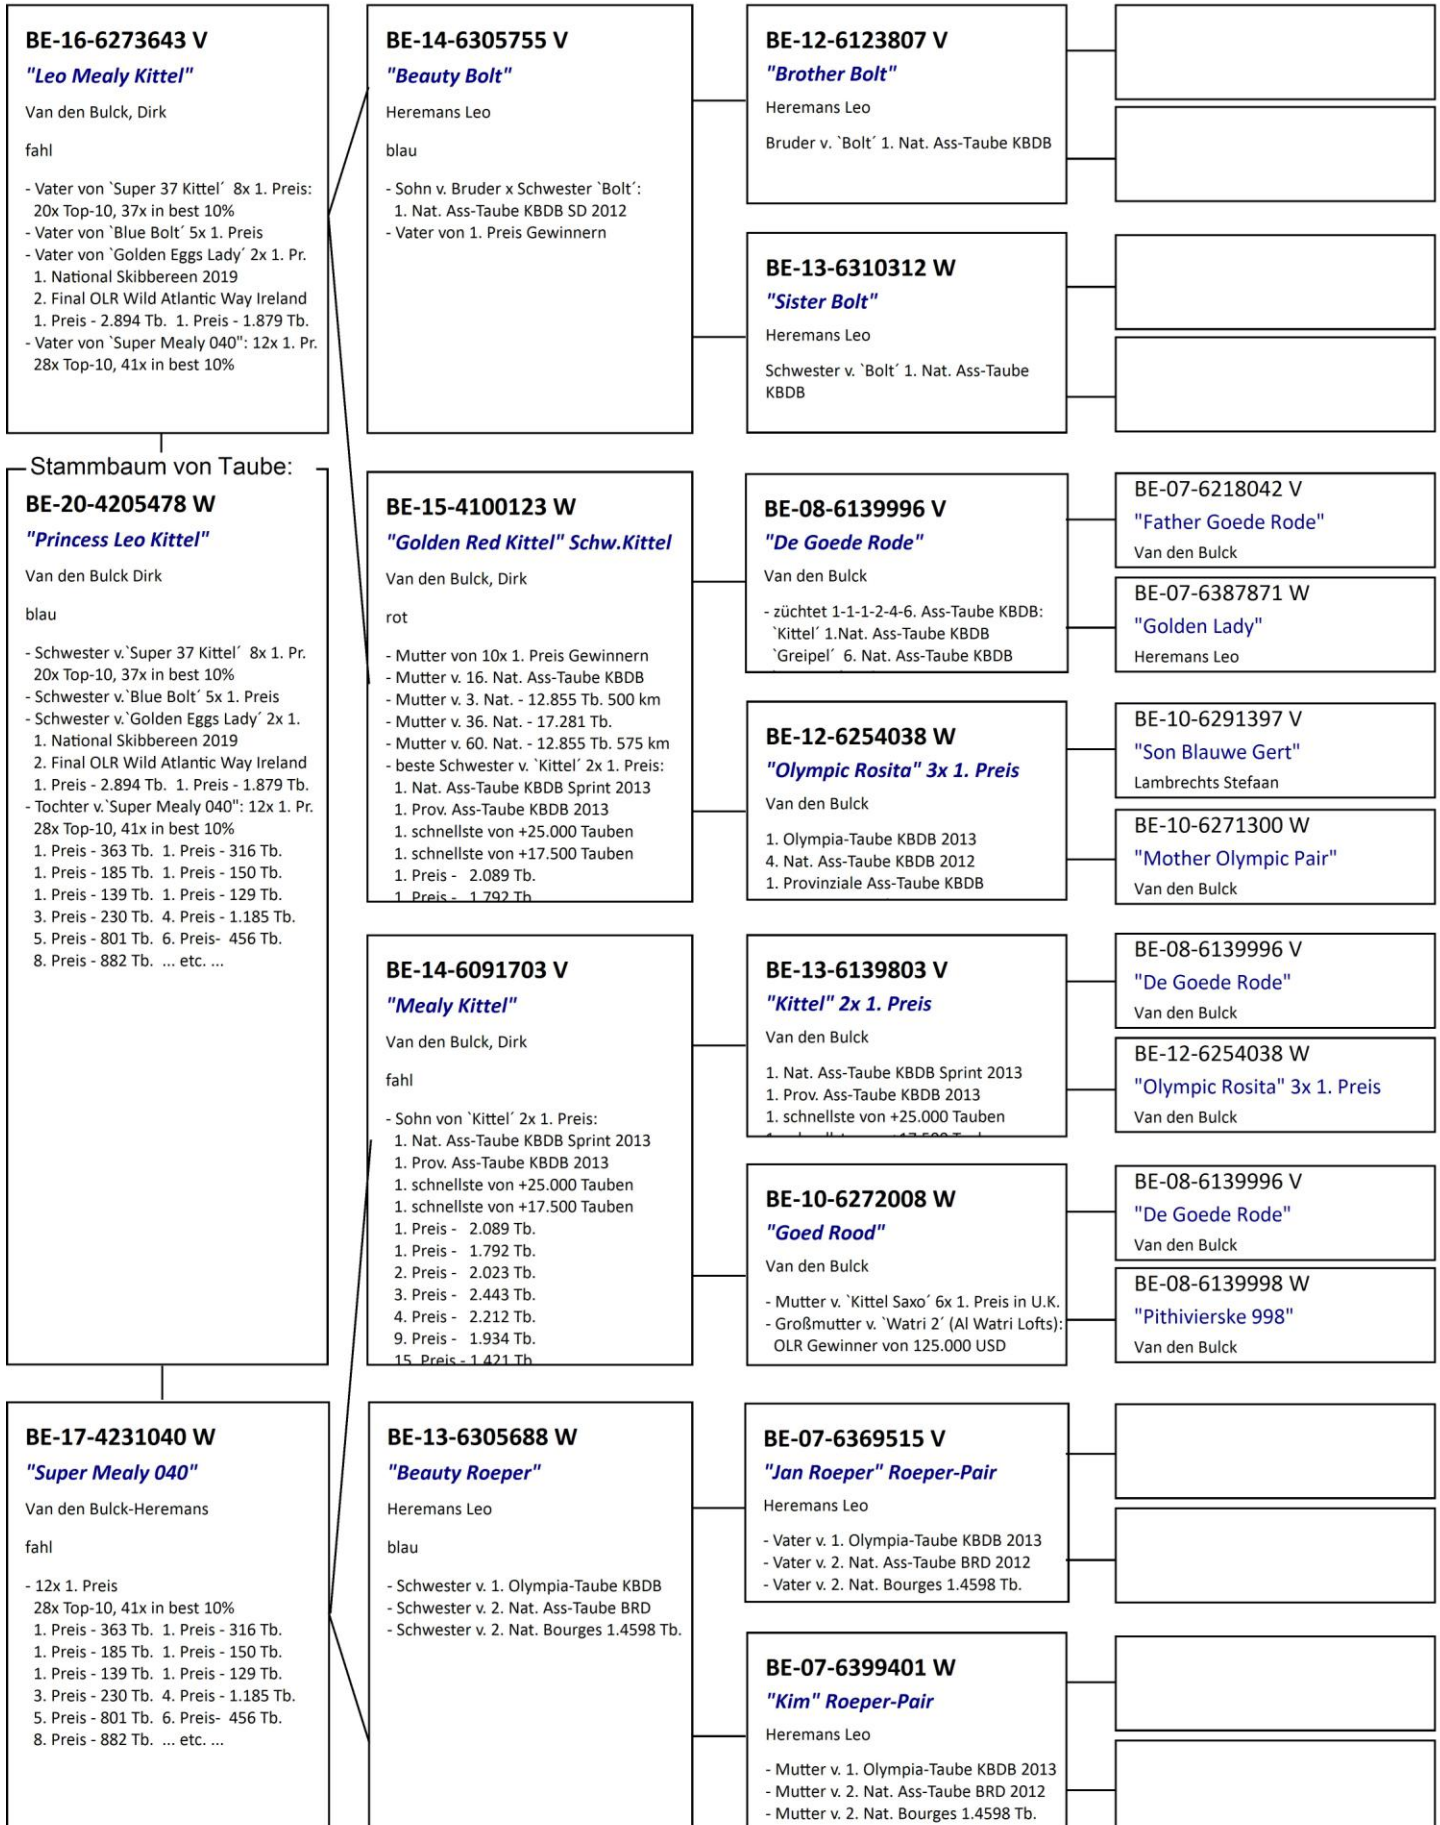 BE-16-6273643 V
"Leo Mealy Kittel"
Van den Bulck, Dirk
fahl
- Vater von `Super 37 Kittel´ 8x 1. Preis:
20x Top-10, 37x in best 10%
- Vater von `Blue Bolt´ 5x 1. Preis
- Vater von `Golden Eggs Lady´ 2x 1. Pr.
1. National Skibbereen 2019
2. Final OLR Wild Atlantic Way Ireland
1. Preis - 2.894 Tb. 1. Preis - 1.879 Tb.
- Vater von `Super Mealy 040": 12x 1. Pr.
28x Top-10, 41x in best 10%
Stammbaum von Taube:
BE-20-4205478 W
"Princess Leo Kittel"
Van den Bulck Dirk
blau
- Schwester v.`Super 37 Kittel´ 8x 1. Pr.
20x Top-10, 37x in best 10%
- Schwester v.`Blue Bolt´ 5x 1. Preis
- Schwester v.`Golden Eggs Lady´ 2x 1.
1. National Skibbereen 2019
2. Final OLR Wild Atlantic Way Ireland
1. Preis - 2.894 Tb. 1. Preis - 1.879 Tb.
- Tochter v.`Super Mealy 040": 12x 1. Pr.
28x Top-10, 41x in best 10%
1. Preis - 363 Tb. 1. Preis - 316 Tb.
1. Preis - 185 Tb. 1. Preis - 150 Tb.
1. Preis - 139 Tb. 1. Preis - 129 Tb.
3. Preis - 230 Tb. 4. Preis - 1.185 Tb.
5. Preis - 801 Tb. 6. Preis- 456 Tb.
8. Preis - 882 Tb. ... etc. ...
BE-17-4231040 W
"Super Mealy 040"
Van den Bulck-Heremans
fahl
- 12x 1. Preis
28x Top-10, 41x in best 10%
1. Preis - 363 Tb. 1. Preis - 316 Tb.
1. Preis - 185 Tb. 1. Preis - 150 Tb.
1. Preis - 139 Tb. 1. Preis - 129 Tb.
3. Preis - 230 Tb. 4. Preis - 1.185 Tb.
5. Preis - 801 Tb. 6. Preis- 456 Tb.
8. Preis - 882 Tb. ... etc. ...
BE-14-6305755 V
"Beauty Bolt"
Heremans Leo
blau
- Sohn v. Bruder x Schwester `Bolt´:
1. Nat. Ass-Taube KBDB SD 2012
- Vater von 1. Preis Gewinnern
BE-15-4100123 W
"Golden Red Kittel" Schw.Kittel
Van den Bulck, Dirk
rot
- Mutter von 10x 1. Preis Gewinnern
- Mutter v. 16. Nat. Ass-Taube KBDB
- Mutter v. 3. Nat. - 12.855 Tb. 500 km
- Mutter v. 36. Nat. - 17.281 Tb.
- Mutter v. 60. Nat. - 12.855 Tb. 575 km
- beste Schwester v. `Kittel´ 2x 1. Preis:
1. Nat. Ass-Taube KBDB Sprint 2013
1. Prov. Ass-Taube KBDB 2013
1. schnellste von +25.000 Tauben
1. schnellste von +17.500 Tauben
1. Preis - 2.089 Tb.
1. Preis - 1.792 Tb
BE-14-6091703 V
"Mealy Kittel"
Van den Bulck, Dirk
fahl
- Sohn von `Kittel´ 2x 1. Preis:
1. Nat. Ass-Taube KBDB Sprint 2013
1. Prov. Ass-Taube KBDB 2013
1. schnellste von +25.000 Tauben
1. schnellste von +17.500 Tauben
1. Preis - 2.089 Tb.
1. Preis - 1.792 Tb.
2. Preis - 2.023 Tb.
3. Preis - 2.443 Tb.
4. Preis - 2.212 Tb.
9. Preis - 1.934 Tb.
15. Preis - 1.421 Tb
BE-13-6305688 W
"Beauty Roeper"
Heremans Leo
blau
- Schwester v. 1. Olympia-Taube KBDB
- Schwester v. 2. Nat. Ass-Taube BRD
- Schwester v. 2. Nat. Bourges 1.4598 Tb.
BE-12-6123807 V
"Brother Bolt"
Heremans Leo
Bruder v. `Bolt´ 1. Nat. Ass-Taube KBDB
BE-13-6310312 W
"Sister Bolt"
Heremans Leo
Schwester v. `Bolt´ 1. Nat. Ass-Taube
KBDB
BE-08-6139996 V
"De Goede Rode"
Van den Bulck
- züchtet 1-1-1-2-4-6. Ass-Taube KBDB:
`Kittel´ 1.Nat. Ass-Taube KBDB
`Greipel´ 6. Nat. Ass-Taube KBDB
BE-12-6254038 W
"Olympic Rosita" 3x 1. Preis
Van den Bulck
1. Olympia-Taube KBDB 2013
4. Nat. Ass-Taube KBDB 2012
1. Provinziale Ass-Taube KBDB
BE-13-6139803 V
"Kittel" 2x 1. Preis
Van den Bulck
1. Nat. Ass-Taube KBDB Sprint 2013
1. Prov. Ass-Taube KBDB 2013
1. schnellste von +25.000 Tauben
BE-10-6272008 W
"Goed Rood"
Van den Bulck
- Mutter v. `Kittel Saxo´ 6x 1. Preis in U.K.
- Großmutter v. `Watri 2´ (Al Watri Lofts):
OLR Gewinner von 125.000 USD
BE-07-6369515 V
"Jan Roeper" Roeper-Pair
Heremans Leo
- Vater v. 1. Olympia-Taube KBDB 2013
- Vater v. 2. Nat. Ass-Taube BRD 2012
- Vater v. 2. Nat. Bourges 1.4598 Tb.
BE-07-6399401 W
"Kim" Roeper-Pair
Heremans Leo
- Mutter v. 1. Olympia-Taube KBDB 2013
- Mutter v. 2. Nat. Ass-Taube BRD 2012
- Mutter v. 2. Nat. Bourges 1.4598 Tb.
BE-07-6218042 V
"Father Goede Rode"
Van den Bulck
BE-07-6387871 W
"Golden Lady"
Heremans Leo
BE-10-6291397 V
"Son Blauwe Gert"
Lambrechts Stefaan
BE-10-6271300 W
"Mother Olympic Pair"
Van den Bulck
BE-08-6139996 V
"De Goede Rode"
Van den Bulck
BE-12-6254038 W
"Olympic Rosita" 3x 1. Preis
Van den Bulck
BE-08-6139996 V
"De Goede Rode"
Van den Bulck
BE-08-6139998 W
"Pithivierske 998"
Van den Bulck